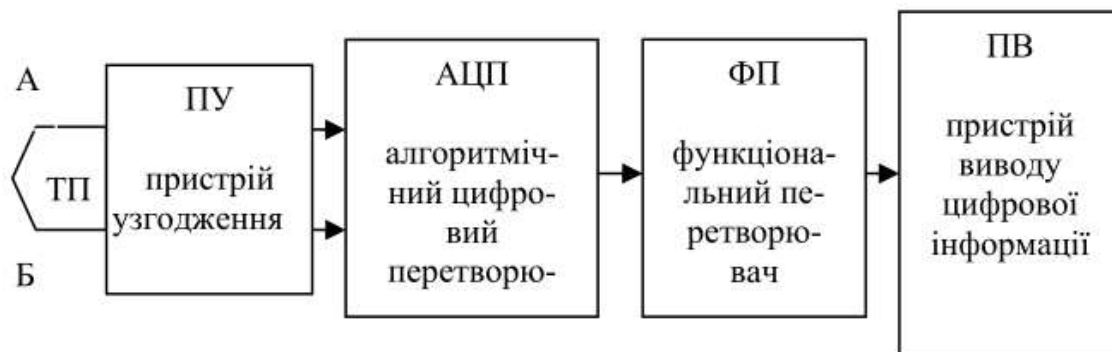 А
Б
ТП
ПУ
пристрій
узгодження
АЦП
алгоритміч-
ний цифро-
вий
перетворю-
ФП
функціона-
льний пе-
ретворю-
вач
ПВ
пристрій
виводу
цифрової
інформації